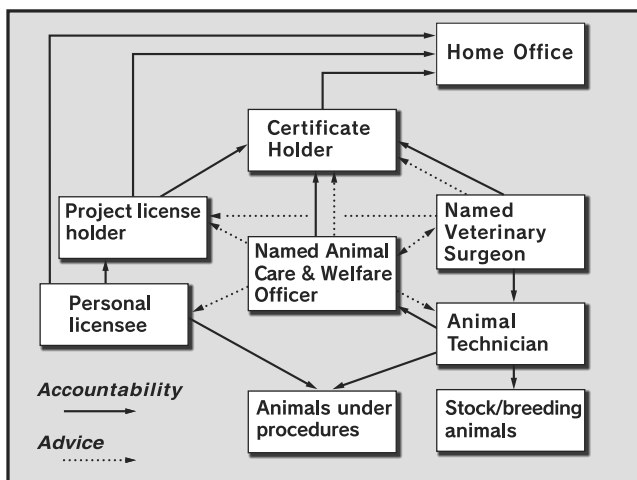 Home Office
Certificate
Holder
Project license
holder
Named
Veterinary
Surgeon
Named Animal
Care & Welfare
Officer
Personal
licensee
Animal
Technician
Accountability
Animals under
procedures
Stock/breeding
animals
Advice